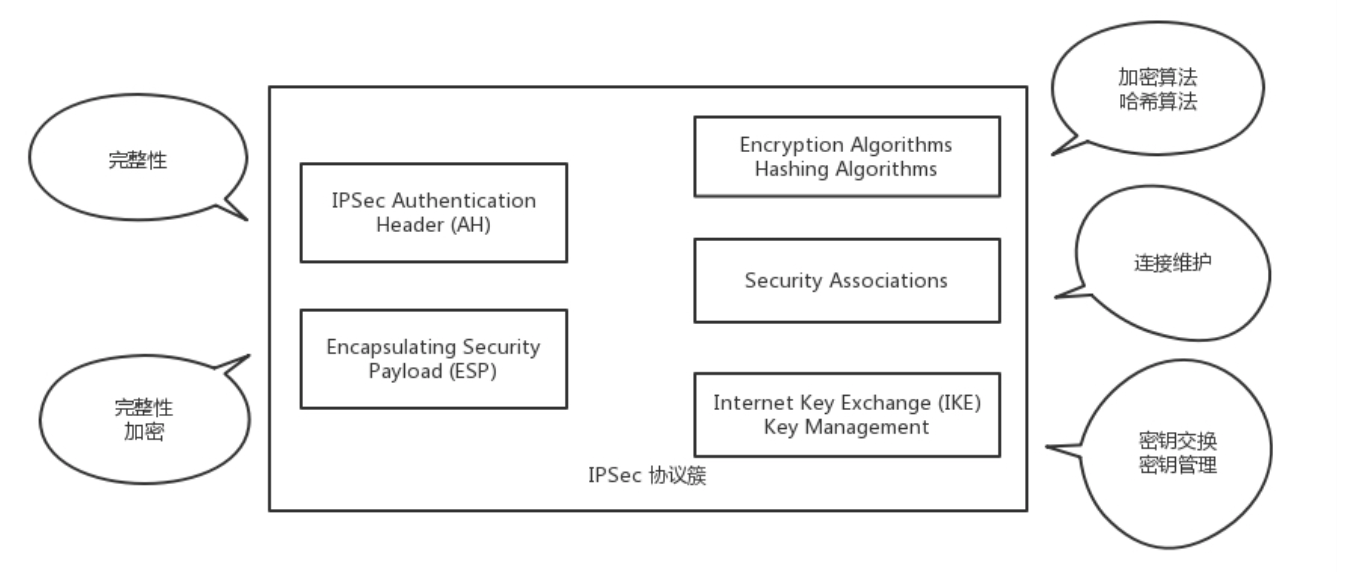 加密算法
哈希算法
完整性
Encryption Algorithms
Hashing Algorithms
IPSec Authentication
Header (AH)
Security Associations
连接维护
Encapsulating Security
Payload (ESP)
完整性
加密
Internet Key Exchange (IKE)
Key Management
密钥交换
密钥管理
IPSec 协议簇